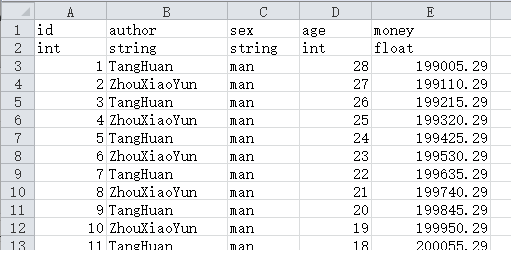 A B C D E
1 id author sex age money
2 int string string int float
3 1 TangHuan man 28 199005.29
4 2 ZhouXiaoYun man 27 199110.29
5 3 TangHuan man 26 199215.29
6 4 ZhouXiaoYun man 25 199320.29
7 5 TangHuan man 24 199425.29
8 6 ZhouXiaoYun man 23 199530.29
9 7 TangHuan man 22 199635.29
10 8 ZhouXiaoYun man 21 199740.29
11 9 TangHuan man 20 199845.29
12 10 ZhouXiaoYun man 19 199950.29
13 11 TangHuan man 18 200055.29